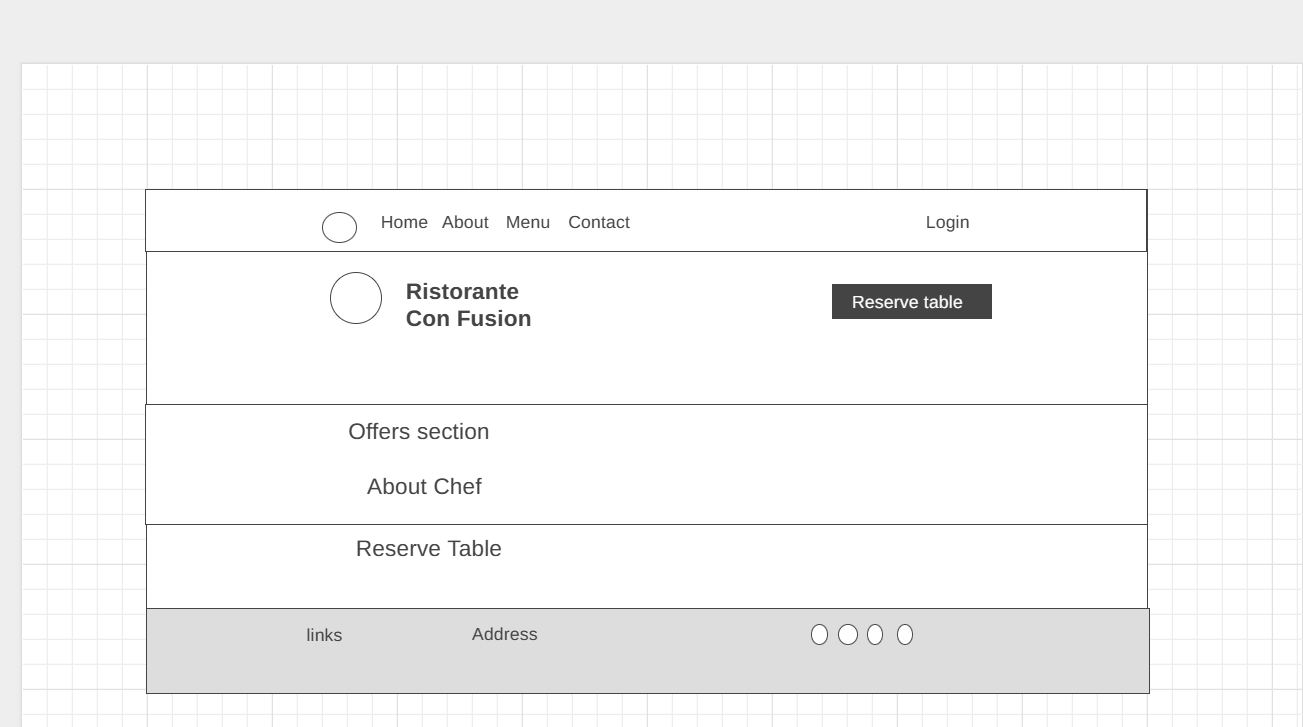 Home About Menu Contact Login
Ristorante
Con Fusion
Reserve table
Offers section
About Chef
Reserve Table
links Address